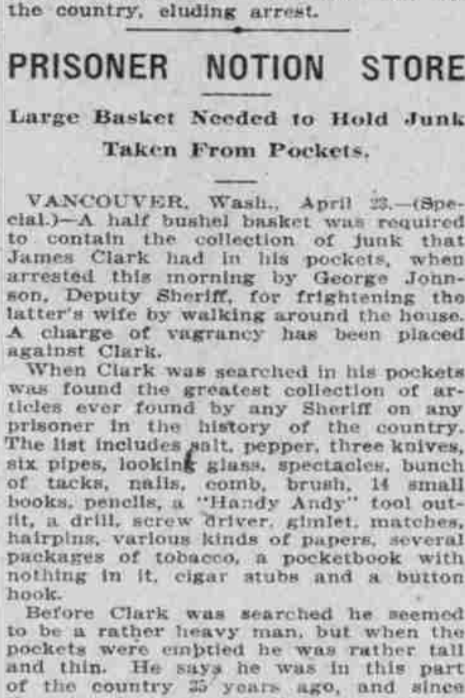 the country, eluding arrest.
PRISONER NOTION STORE
Large Basket Needed to Hold Junk
Taken From Pockets.
VANCOUVER, Wash., April 23.—(Spe-
cial.)—A half bushel basket was required
to contain the collection of junk that
James Clark had in his pockets, when
arrested this morning by George John-
son, Deputy Sheriff, for frightening the
latter's wife by walking around the house.
A charge of vagrancy has been placed
against Clark.
When Clark was searched in his pockets
was found the greatest collection of ar-
ticles ever found by any Sheriff on any
prisoner in the history of the country.
The list includes salt, pepper, three knives,
six pipes, looking glass, spectacles, bunch
of tacks, nails, comb, brush, 14 small
books, pencils, a "Handy Andy" tool out-
fit, a drill, screw driver, gimlet, matches,
hairpins, various kinds of papers, several
packages of tobacco, a pocketbook with
nothing in it, cigar stubs and a button
hook.
Before Clark was searched he seemed
to be a rather heavy man, but when the
pockets were emptied he was rather tall
and thin. He says he was in this part
of the country 35 years ago, and since